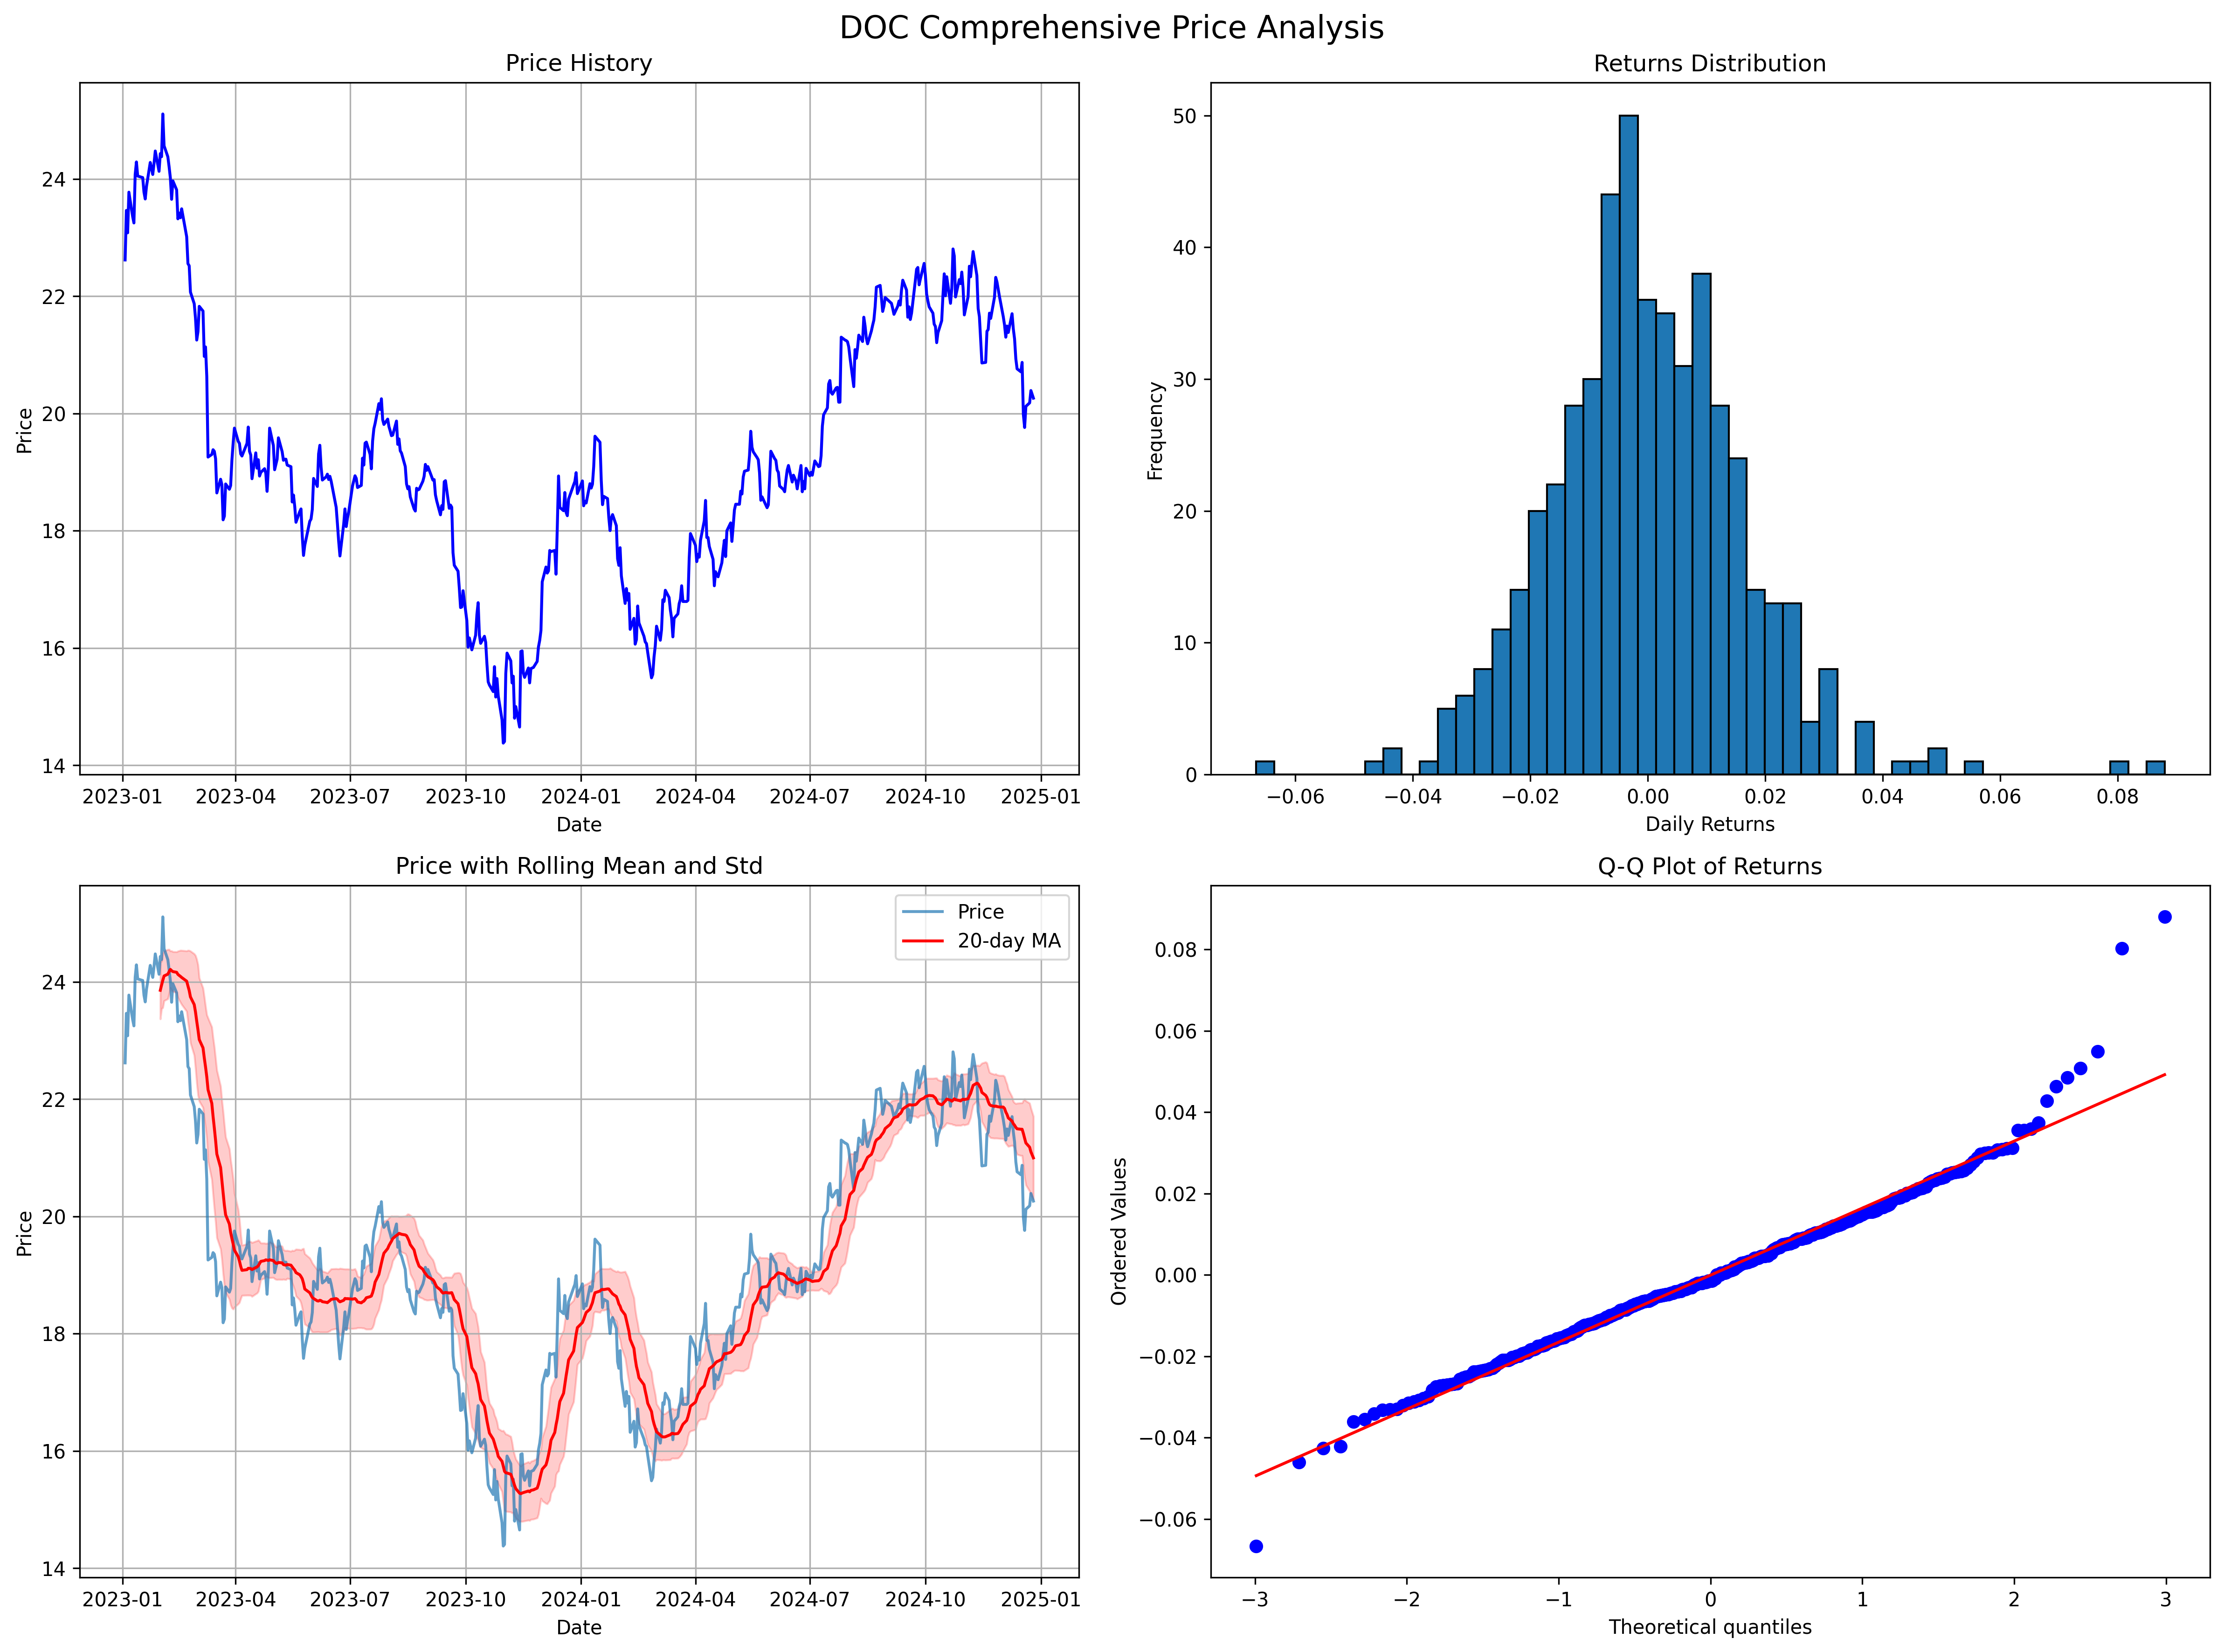 DOC Comprehensive Price Analysis
Price History
Price
24
22
20
18
16
14
2023-01 2023-04 2023-07 2023-10 2024-01 2024-04 2024-07 2024-10 2025-01
Date
Returns Distribution
Frequency
50
40
30
20
10
0
−0.06 −0.04 −0.02 0.00 0.02 0.04 0.06 0.08
Daily Returns
Price with Rolling Mean and Std
Price
20-day MA
Price
24
22
20
18
16
14
2023-01 2023-04 2023-07 2023-10 2024-01 2024-04 2024-07 2024-10 2025-01
Date
Q-Q Plot of Returns
Ordered Values
0.08
0.06
0.04
0.02
0.00
−0.02
−0.04
−0.06
−3 −2 −1 0 1 2 3
Theoretical quantiles